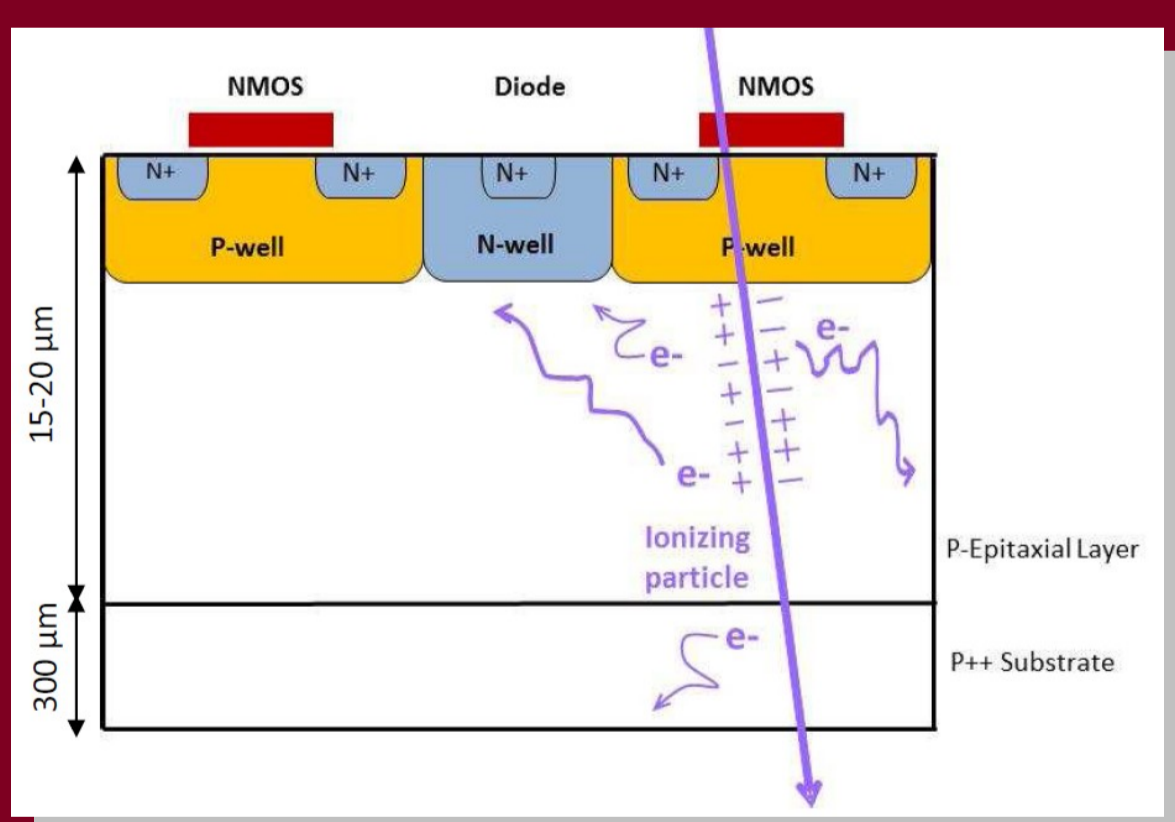 NMOS Diode NMOS
N+ N+ N+ N+ N+
P-well N-well P-well
15-20 µm
+ −
+ −
− +
+ −
− +
+ +
+ −
e-
e-
e-
Ionizing
particle
P-Epitaxial Layer
300 µm
e-
P++ Substrate